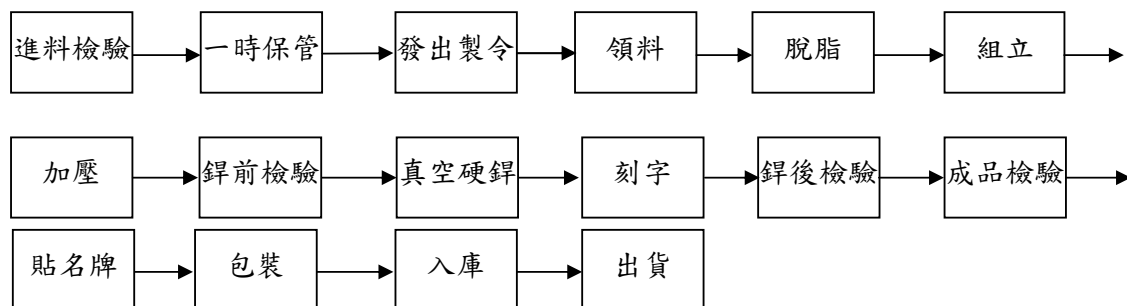 進料檢驗 一時保管 發出製令 領料 脫脂 組立
加壓 銲前檢驗 真空硬銲 刻字 銲後檢驗 成品檢驗
貼名牌 包裝 入庫 出貨